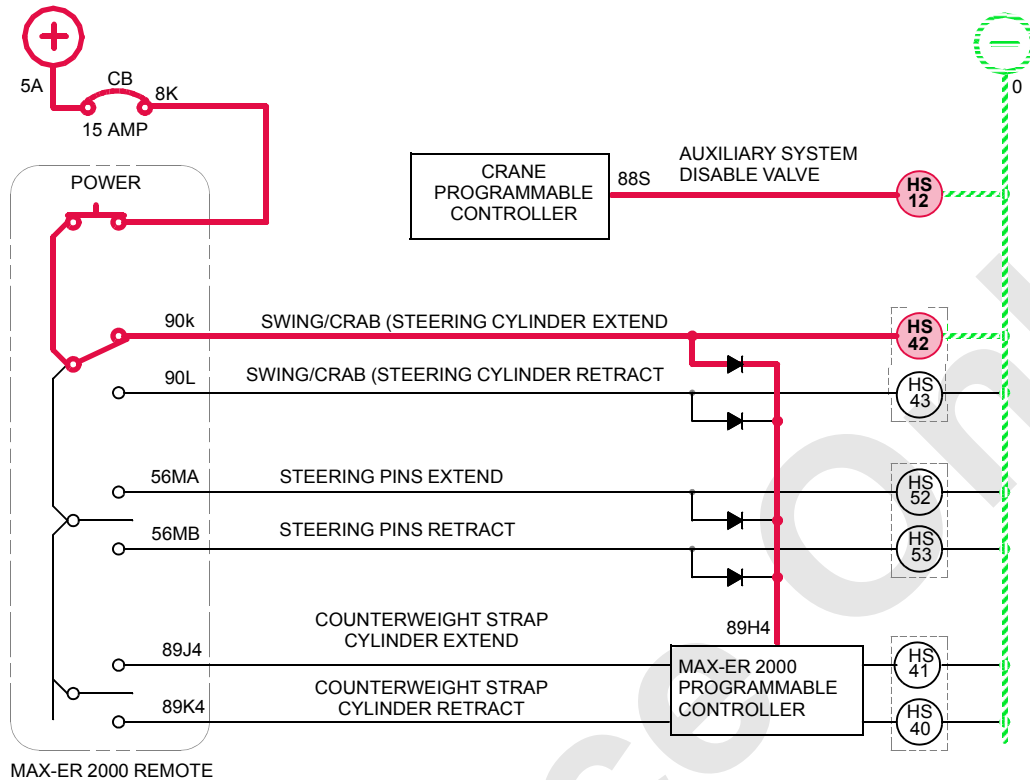 5A
CB
8K
15 AMP
0
POWER
CRANE
PROGRAMMABLE
CONTROLLER
88S
AUXILIARY SYSTEM
DISABLE VALVE
HS
12
90k
SWING/CRAB (STEERING CYLINDER EXTEND
HS
42
90L
SWING/CRAB (STEERING CYLINDER RETRACT
HS
43
56MA
STEERING PINS EXTEND
HS
52
56MB
STEERING PINS RETRACT
HS
53
COUNTERWEIGHT STRAP
CYLINDER EXTEND
89J4
89H4
MAX-ER 2000
PROGRAMMABLE
CONTROLLER
HS
41
COUNTERWEIGHT STRAP
CYLINDER RETRACT
89K4
HS
40
MAX-ER 2000 REMOTE